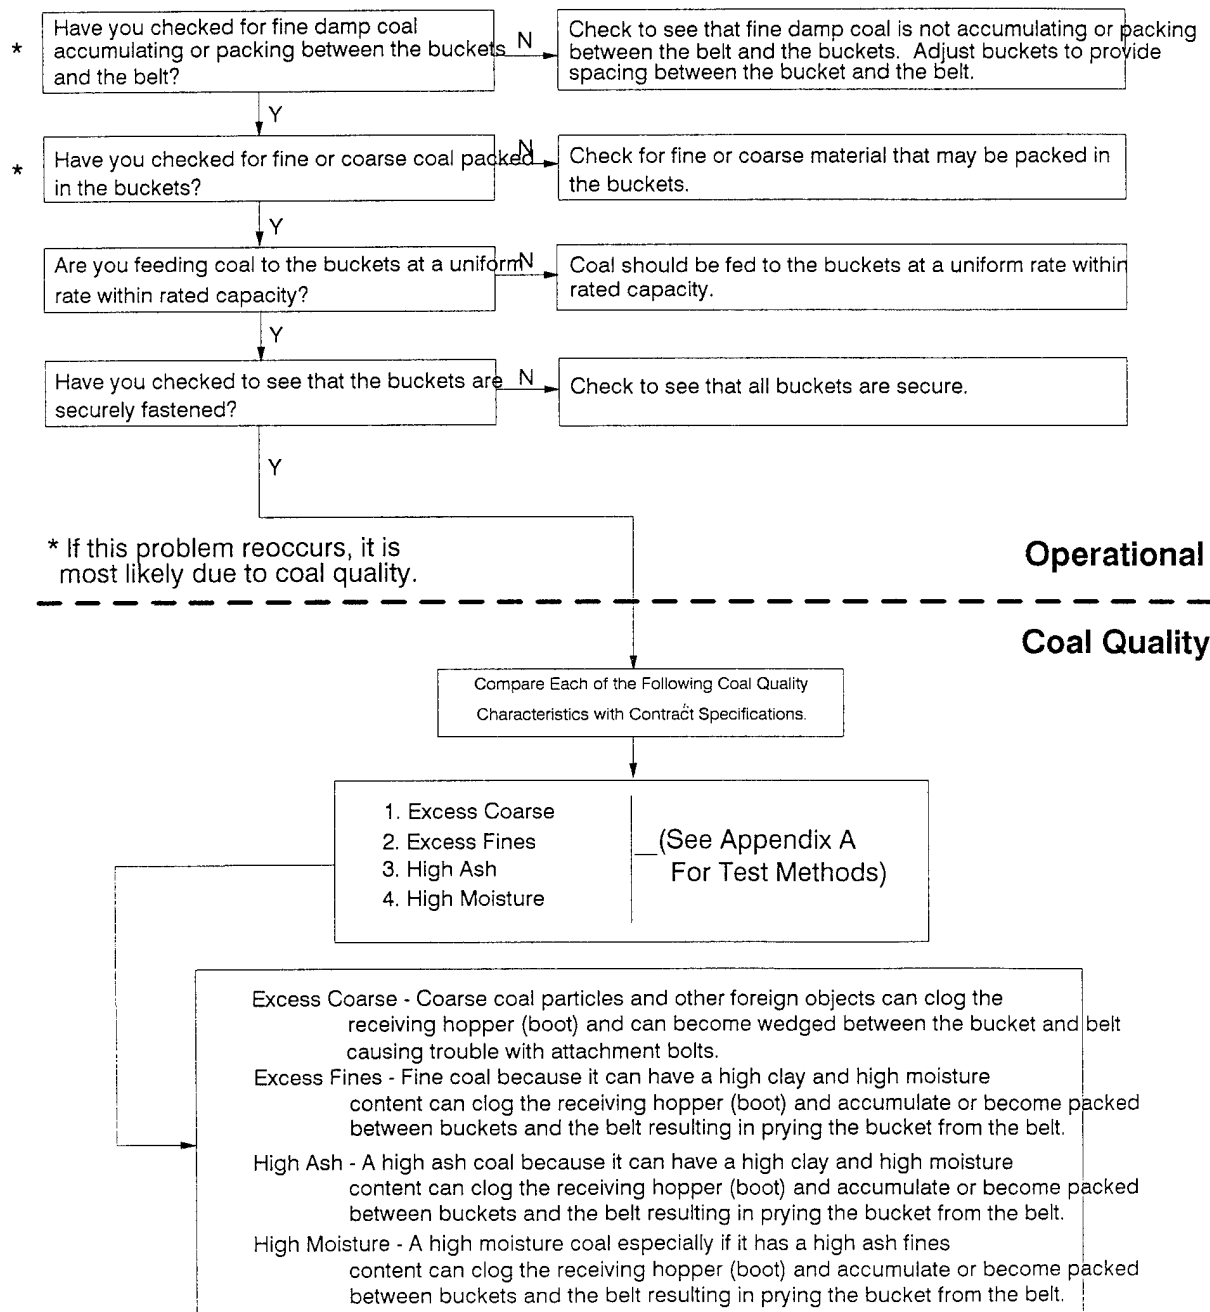 Have you checked for fine damp coal
accumulating or packing between the buckets
and the belt?
*
N
Check to see that fine damp coal is not accumulating or packing
between the belt and the buckets. Adjust buckets to provide
spacing between the bucket and the belt.
Y
Have you checked for fine or coarse coal packed
in the buckets?
*
N
Check for fine or coarse material that may be packed in
the buckets.
Y
Are you feeding coal to the buckets at a uniform
rate within rated capacity?
N
Coal should be fed to the buckets at a uniform rate within
rated capacity.
Y
Have you checked to see that the buckets are
securely fastened?
N
Check to see that all buckets are secure.
Y
* If this problem reoccurs, it is
most likely due to coal quality.
Operational
Coal Quality
Compare Each of the Following Coal Quality
Characteristics with Contract Specifications.
1. Excess Coarse
2. Excess Fines
3. High Ash
4. High Moisture
(See Appendix A
For Test Methods)
Excess Coarse - Coarse coal particles and other foreign objects can clog the
receiving hopper (boot) and can become wedged between the bucket and belt
causing trouble with attachment bolts.
Excess Fines - Fine coal because it can have a high clay and high moisture
content can clog the receiving hopper (boot) and accumulate or become packed
between buckets and the belt resulting in prying the bucket from the belt.
High Ash - A high ash coal because it can have a high clay and high moisture
content can clog the receiving hopper (boot) and accumulate or become packed
between buckets and the belt resulting in prying the bucket from the belt.
High Moisture - A high moisture coal especially if it has a high ash fines
content can clog the receiving hopper (boot) and accumulate or become packed
between buckets and the belt resulting in prying the bucket from the belt.